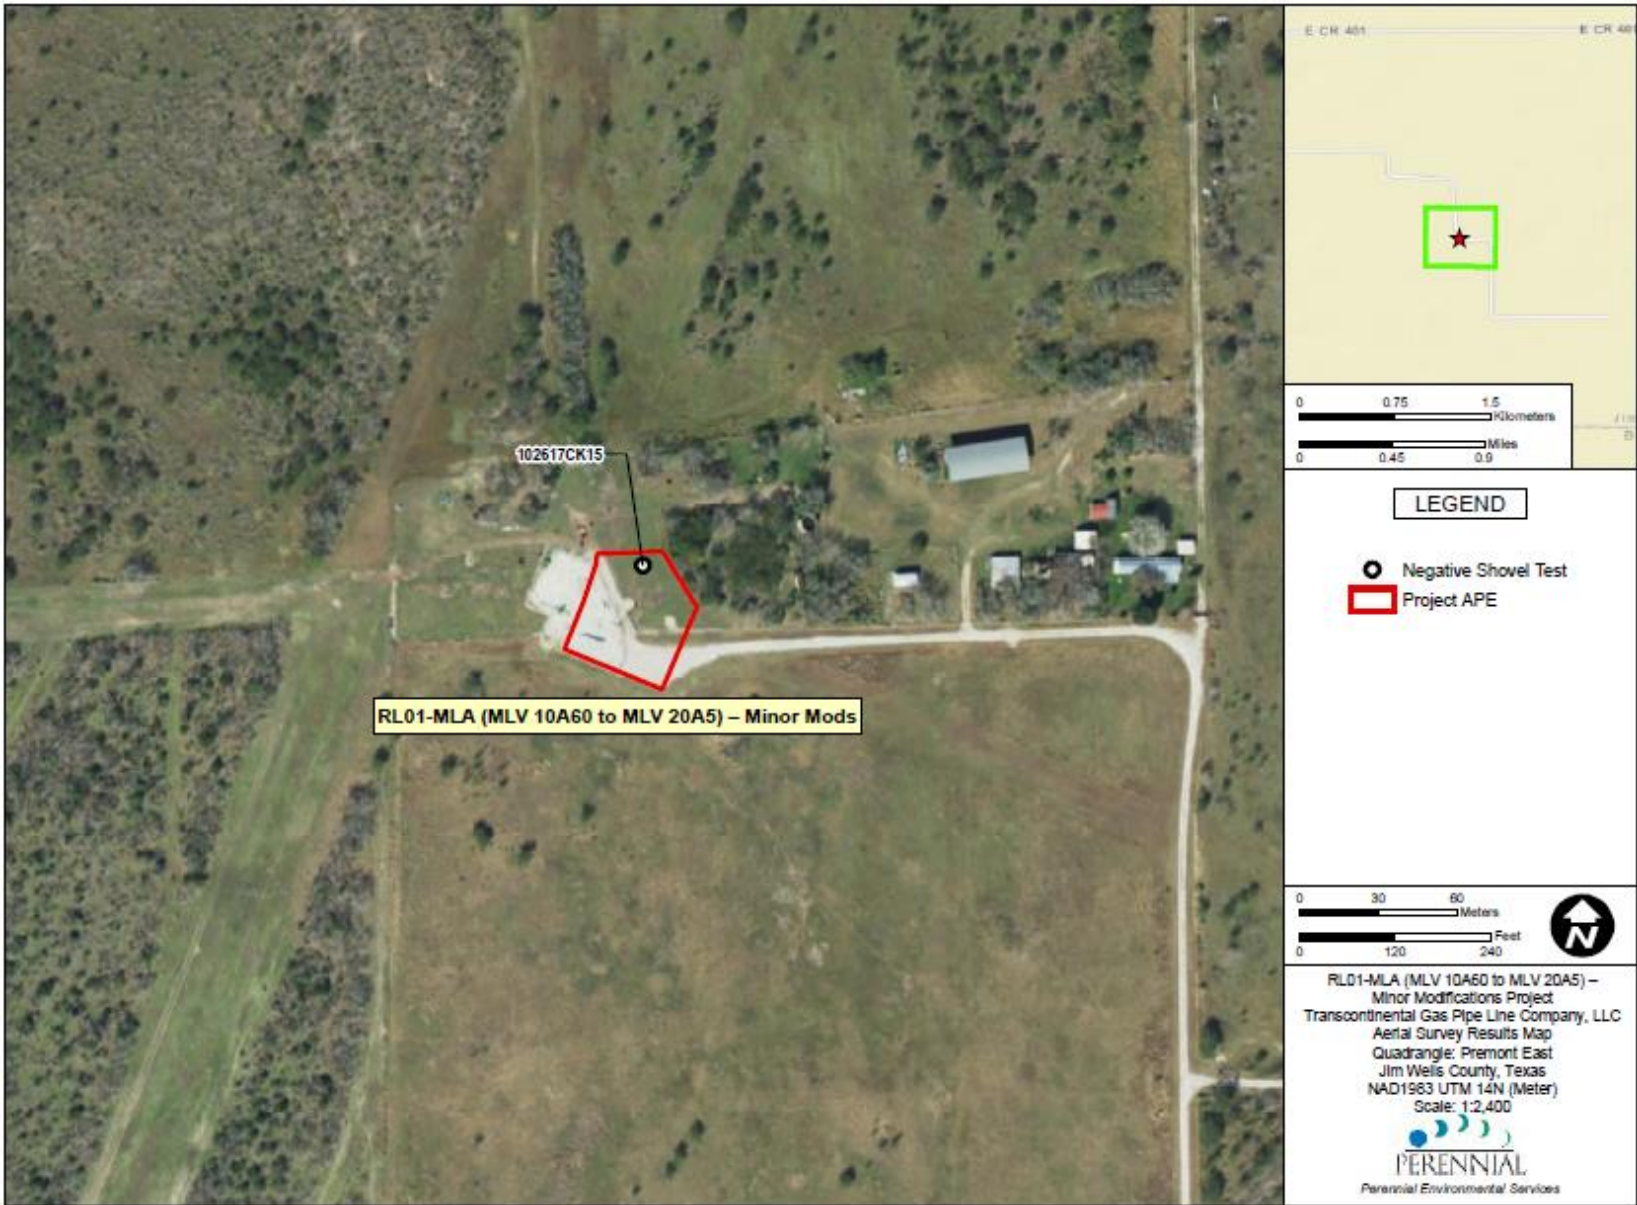 102617CK15
RL01-MLA (MLV 10A60 to MLV 20A5) – Minor Mods
E CR 401
0 0.75 1.5
Kilometers
Miles
0 0.45 0.9
LEGEND
Negative Shovel Test
Project APE
0 30 60
Meters
Feet
0 120 240
N
RL01-MLA (MLV 10A60 to MLV 20A5) –
Minor Modifications Project
Transcontinental Gas Pipe Line Company, LLC
Aerial Survey Results Map
Quadrangle: Premont East
Jim Wells County, Texas
NAD1983 UTM 14N (Meter)
Scale: 1:2,400
PERENNIAL
Perennial Environmental Services